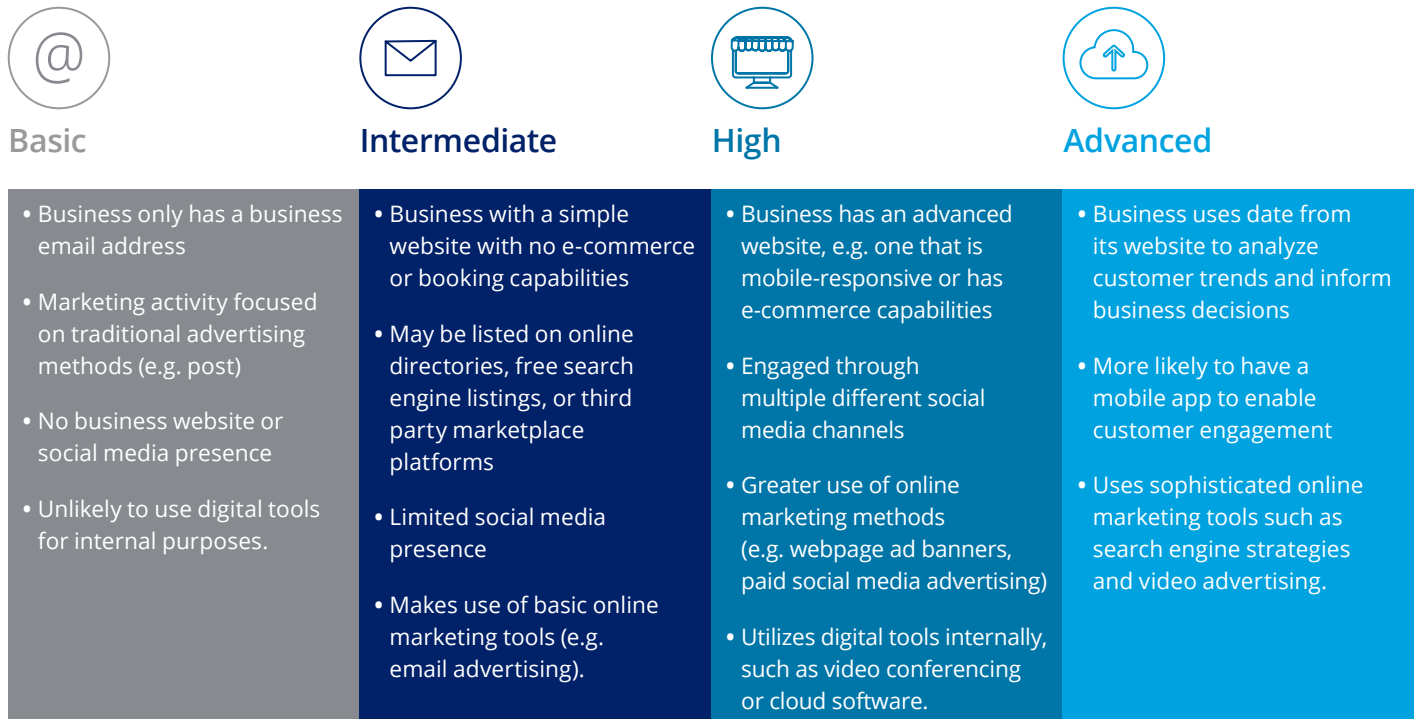 @
Basic
• Business only has a business
email address
• Marketing activity focused
on traditional advertising
methods (e.g. post)
• No business website or
social media presence
• Unlikely to use digital tools
for internal purposes.
Intermediate
• Business with a simple
website with no e-commerce
or booking capabilities
• May be listed on online
directories, free search
engine listings, or third
party marketplace
platforms
• Limited social media
presence
• Makes use of basic online
marketing tools (e.g.
email advertising).
High
• Business has an advanced
website, e.g. one that is
mobile-responsive or has
e-commerce capabilities
• Engaged through
multiple different social
media channels
• Greater use of online
marketing methods
(e.g. webpage ad banners,
paid social media advertising)
• Utilizes digital tools internally,
such as video conferencing
or cloud software.
Advanced
• Business uses date from
its website to analyze
customer trends and inform
business decisions
• More likely to have a
mobile app to enable
customer engagement
• Uses sophisticated online
marketing tools such as
search engine strategies
and video advertising.